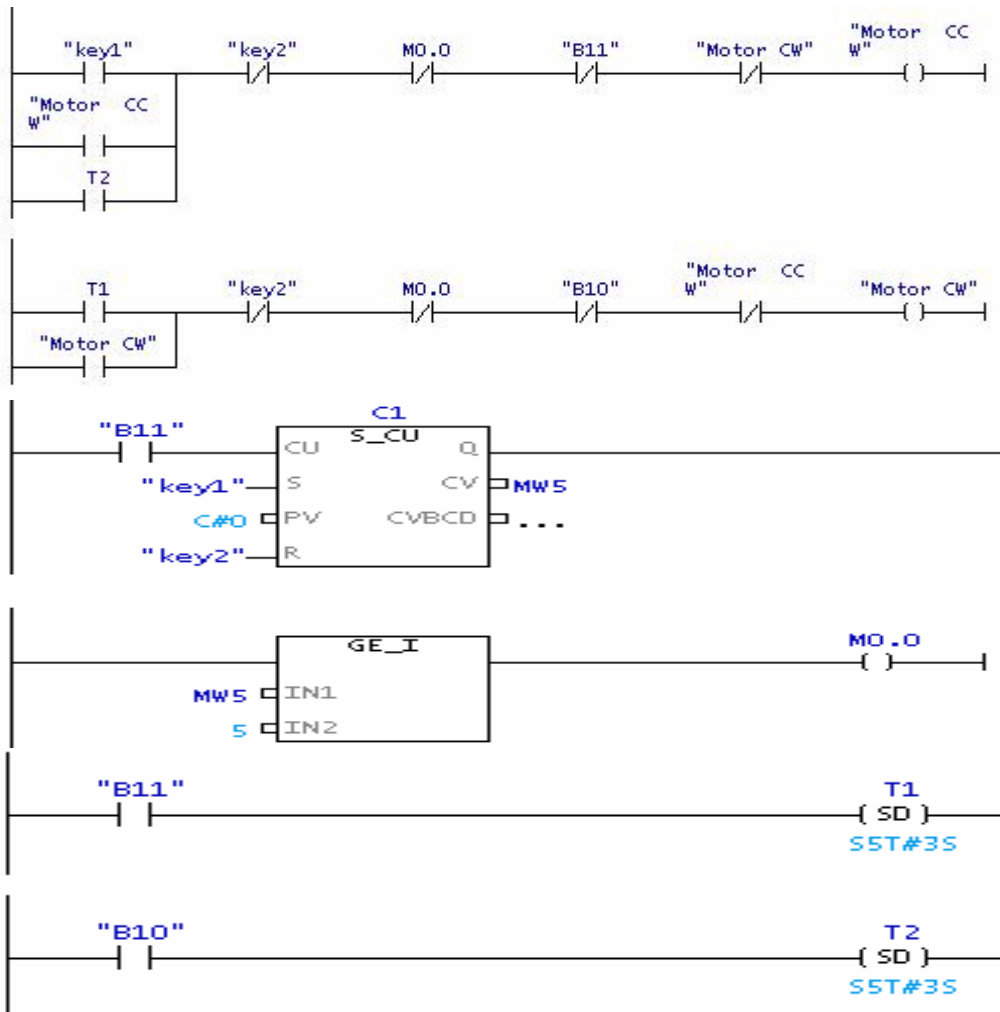 "Motor CC
"key1" "key2" M0.0 "B11" "Motor CW" W"
"Motor CC
W"
T2
"Motor CC
T1 "key2" M0.0 "B10" W" "Motor CW"
"Motor CW"
C1
"B11" S_CU
CU Q
"key1" S CV MW5
C#0 PV CVBCD ...
"key2" R
GE_I M0.0
MW5 IN1
5 IN2
"B11" T1
SD
S5T#3S
"B10" T2
SD
S5T#3S